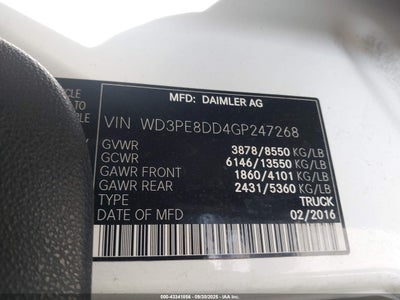 MFD: DAIMLER AG
VIN WD3PE8DD4GP247268
GVWR 3878/8550 KG/LB
GCWR 6146/13550 KG/LB
GAWR FRONT 1860/4101 KG/LB
GAWR REAR 2431/5360 KG/LB
TYPE TRUCK
DATE OF MFD 02/2016